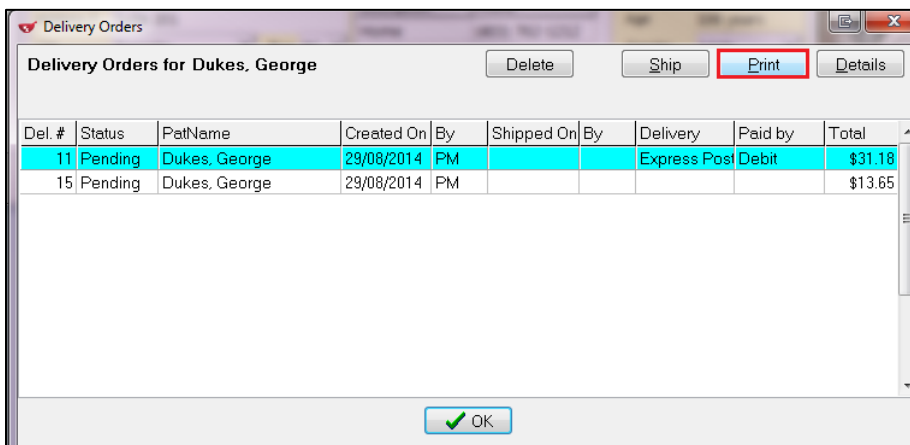 Delivery Orders
Delivery Orders for Dukes, George Delete Ship Print Details
Del. # Status PatName Created On By Shipped On By Delivery Paid by Total
11 Pending Dukes, George 29/08/2014 PM Express Post Debit $31.18
15 Pending Dukes, George 29/08/2014 PM $13.65
OK